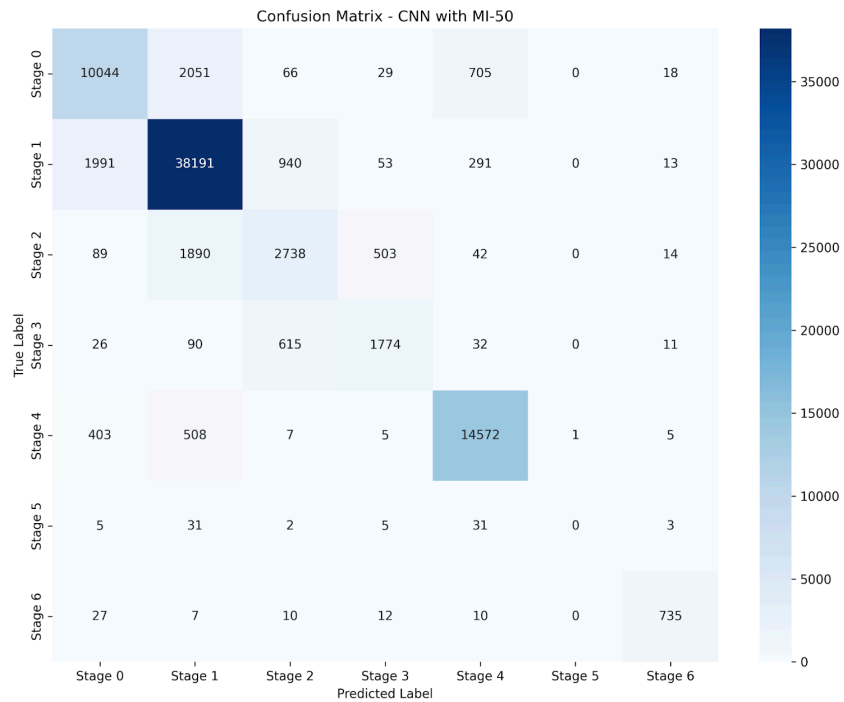 Confusion Matrix - CNN with MI-50
Stage 0 10044 2051 66 29 705 0 18
Stage 1 1991 38191 940 53 291 0 13
Stage 2 89 1890 2738 503 42 0 14
Stage 3 26 90 615 1774 32 0 11
Stage 4 403 508 7 5 14572 1 5
Stage 5 5 31 2 5 31 0 3
Stage 6 27 7 10 12 10 0 735
Stage 0 Stage 1 Stage 2 Stage 3 Stage 4 Stage 5 Stage 6
Predicted Label
True Label
35000
30000
25000
20000
15000
10000
5000
0